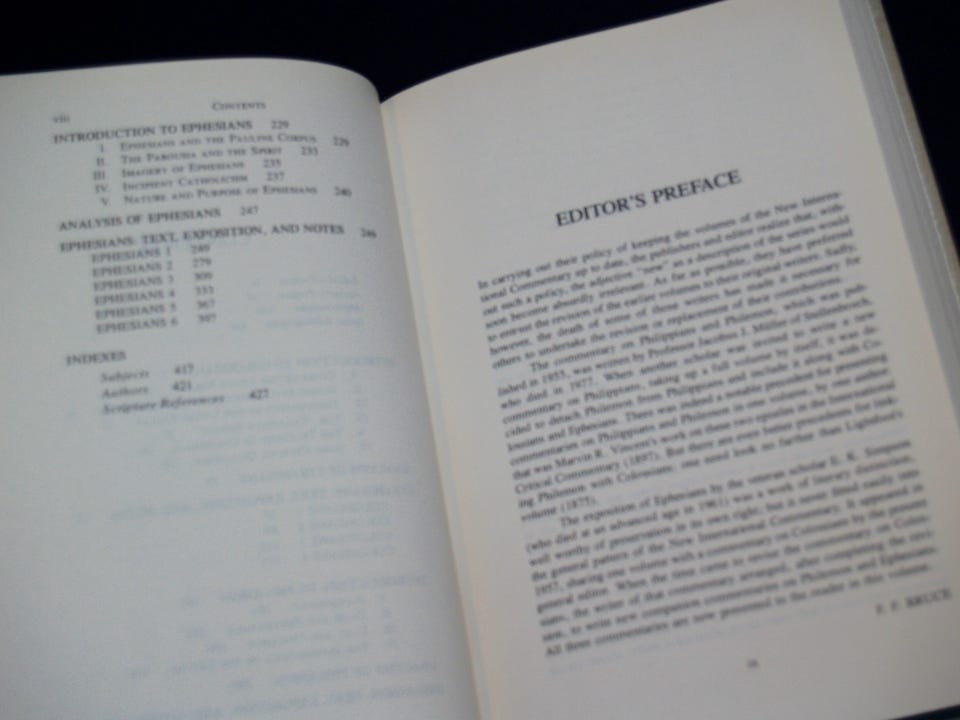 viii
CONTENTS
INTRODUCTION TO EPHESIANS 229
I. EPHESIANS AND THE PAULINE CORPUS 229
II. THE PAROUSIA AND THE SPIRIT 233
III. IMAGERY OF EPHESIANS 235
IV. INCIPIENT CATHOLICISM 237
V. NATURE AND PURPOSE OF EPHESIANS 240
ANALYSIS OF EPHESIANS 247
EPHESIANS: TEXT, EXPOSITION, AND NOTES 249
EPHESIANS 1 249
EPHESIANS 2 279
EPHESIANS 3 309
EPHESIANS 4 333
EPHESIANS 5 367
EPHESIANS 6 397
INDEXES
Subjects 417
Authors 421
Scripture References 427
EDITOR'S PREFACE
In carrying out their policy of keeping the volumes of the New Interna-
tional Commentary up to date, the publishers and editor realize that, with-
out such a policy, the adjective "new" as a description of the series would
soon become absurdly irrelevant. As far as possible, they have preferred
to entrust the revision of the earlier volumes to their original writers. Sadly,
however, the death of some of those writers has made it necessary for
others to undertake the revision or replacement of their contributions.
The commentary on Philippians and Philemon, which was pub-
lished in 1955, was written by Professor Jacobus J. Müller of Stellenbosch,
who died in 1977. When another scholar was invited to write a new
commentary on Philippians, taking up a full volume by itself, it was de-
cided to detach Philemon from Philippians and include it along with Co-
lossians and Ephesians. There was indeed a notable precedent for presenting
commentaries on Philippians and Philemon in one volume, by one author:
that was Marvin R. Vincent's work on these two epistles in the International
Critical Commentary (1897). But there are even better precedents for link-
ing Philemon with Colossians: one need look no farther than Lightfoot's
volume (1875).
The exposition of Ephesians by the veteran scholar E. K. Simpson
(who died at an advanced age in 1961) was a work of literary distinction,
well worthy of preservation in its own right; but it never fitted easily into
the general pattern of the New International Commentary. It appeared in
1957, sharing one volume with a commentary on Colossians by the present
general editor. When the time came to revise the commentary on Colos-
sians, the writer of that commentary arranged, after completing the revi-
sion, to write new companion commentaries on Philemon and Ephesians.
All three commentaries are now presented to the reader in this volume.
F. F. BRUCE